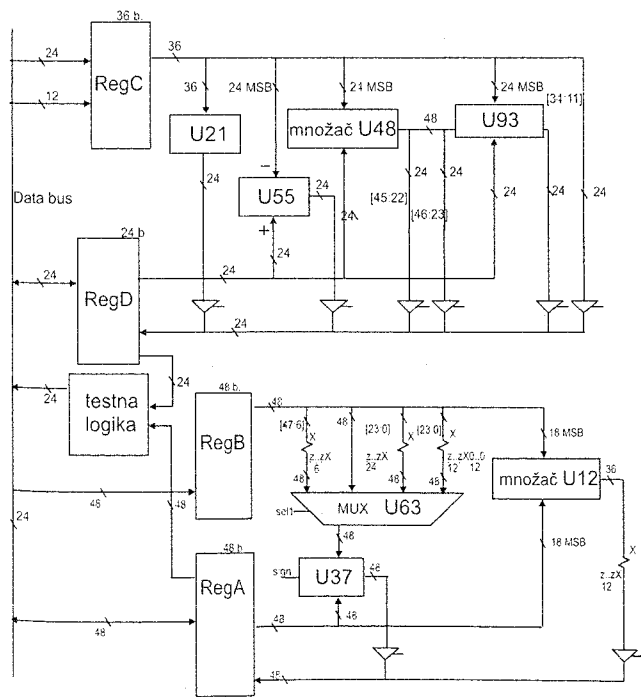 36 b.
24
36
RegC
12
36
24 MSB
24 MSB
24 MSB
[34:11]
U21
množač U48
48
U93
24
−
U55
24
24
24
24
24
24
[45:22]
[46:23]
Data bus
24
+
24
24 b
24
24
RegD
24
24
24
testna
logika
48 b.
48
RegB
[47:6]
X
z..zX
6
48
48
[23:0]
X
z..zX
24
48
[23:0]
X
z..zX0..0
12 12
48
18 MSB
množač U12
36
MUX U63
sel1
48
48
48
24
18 MSB
X
z..zX
12
48 b
RegA
sign
U37
48
48
48
48
48